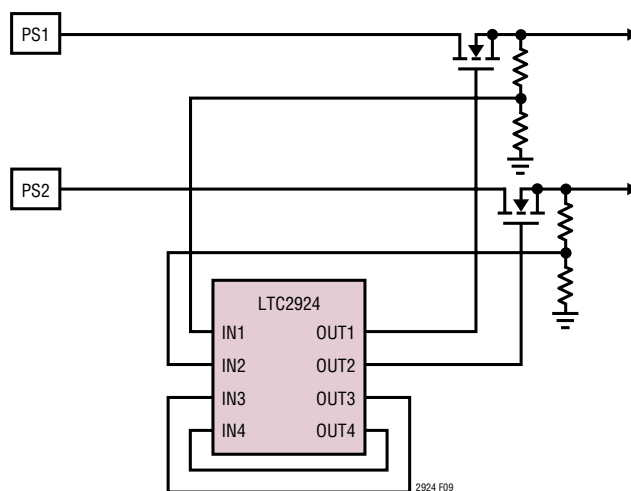 PS1
PS2
LTC2924
IN1 OUT1
IN2 OUT2
IN3 OUT3
IN4 OUT4
2924 F09